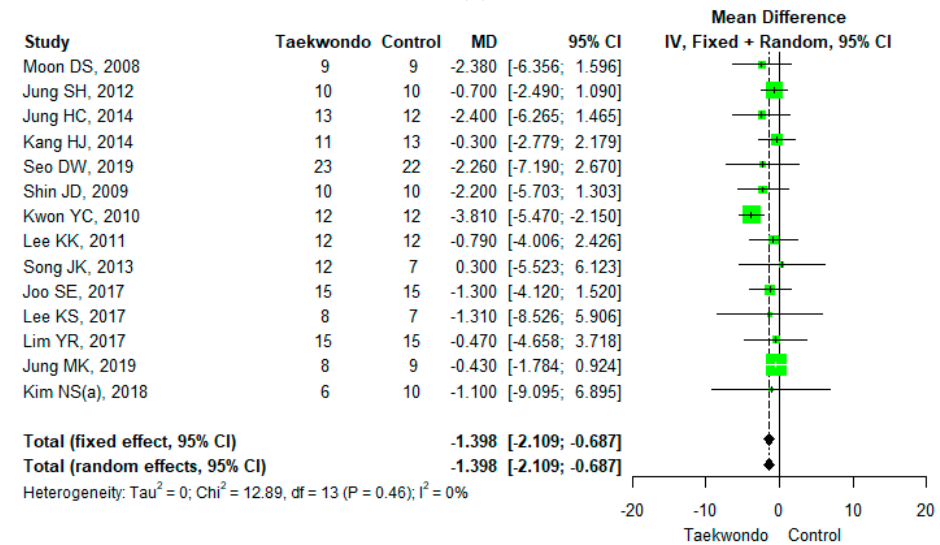 Mean Difference
Study Taekwondo Control MD 95% CI IV, Fixed + Random, 95% CI
Moon DS, 2008 9 9 -2.380 [-6.356; 1.596]
Jung SH, 2012 10 10 -0.700 [-2.490; 1.090]
Jung HC, 2014 13 12 -2.400 [-6.265; 1.465]
Kang HJ, 2014 11 13 -0.300 [-2.779; 2.179]
Seo DW, 2019 23 22 -2.260 [-7.190; 2.670]
Shin JD, 2009 10 10 -2.200 [-5.703; 1.303]
Kwon YC, 2010 12 12 -3.810 [-5.470; -2.150]
Lee KK, 2011 12 12 -0.790 [-4.006; 2.426]
Song JK, 2013 12 7 0.300 [-5.523; 6.123]
Joo SE, 2017 15 15 -1.300 [-4.120; 1.520]
Lee KS, 2017 8 7 -1.310 [-8.526; 5.906]
Lim YR, 2017 15 15 -0.470 [-4.658; 3.718]
Jung MK, 2019 8 9 -0.430 [-1.784; 0.924]
Kim NS(a), 2018 6 10 -1.100 [-9.095; 6.895]
Total (fixed effect, 95% CI) -1.398 [-2.109; -0.687]
Total (random effects, 95% CI) -1.398 [-2.109; -0.687]
Heterogeneity: Tau² = 0; Chi² = 12.89, df = 13 (P = 0.46); I² = 0%
-20 -10 0 10 20
Taekwondo Control